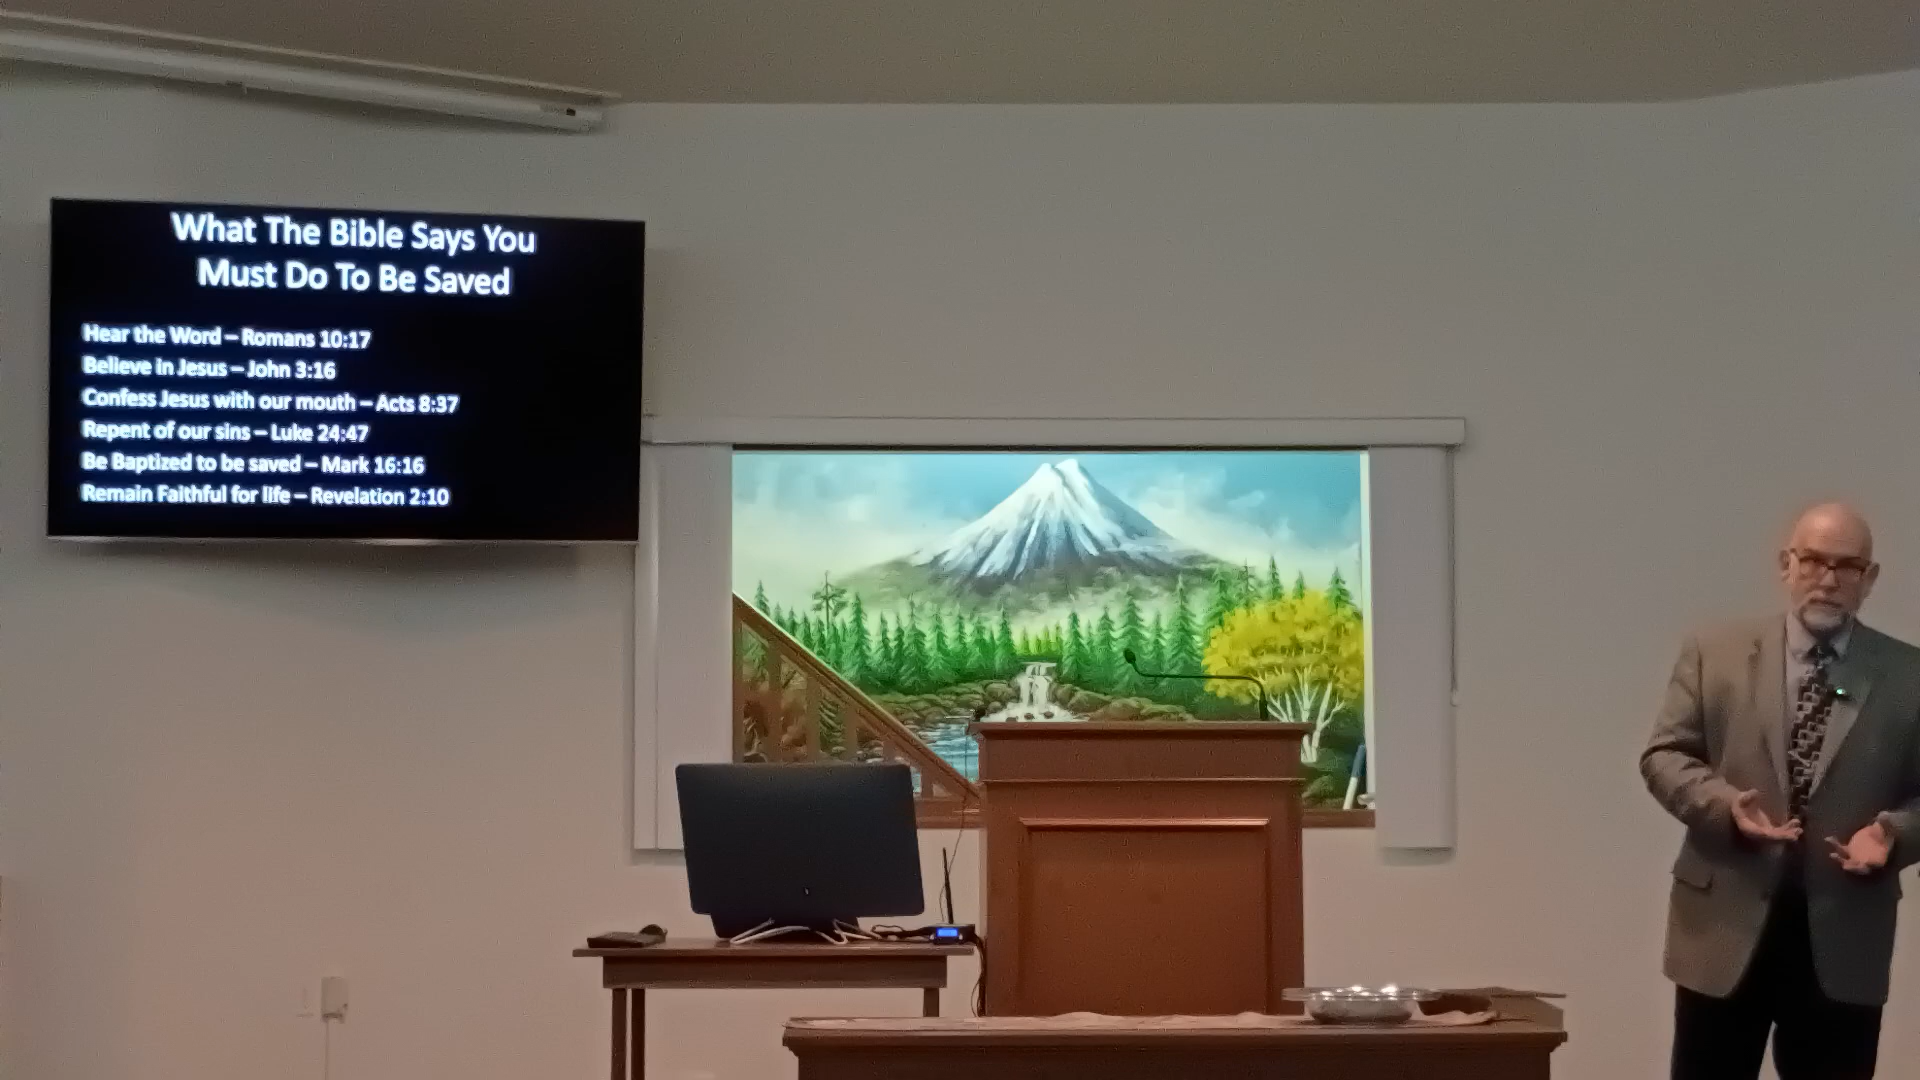 What The Bible Says You
Must Do To Be Saved
Hear the Word – Romans 10:17
Believe in Jesus – John 3:16
Confess Jesus with our mouth – Acts 8:37
Repent of our sins – Luke 24:47
Be Baptized to be saved – Mark 16:16
Remain Faithful for life – Revelation 2:10